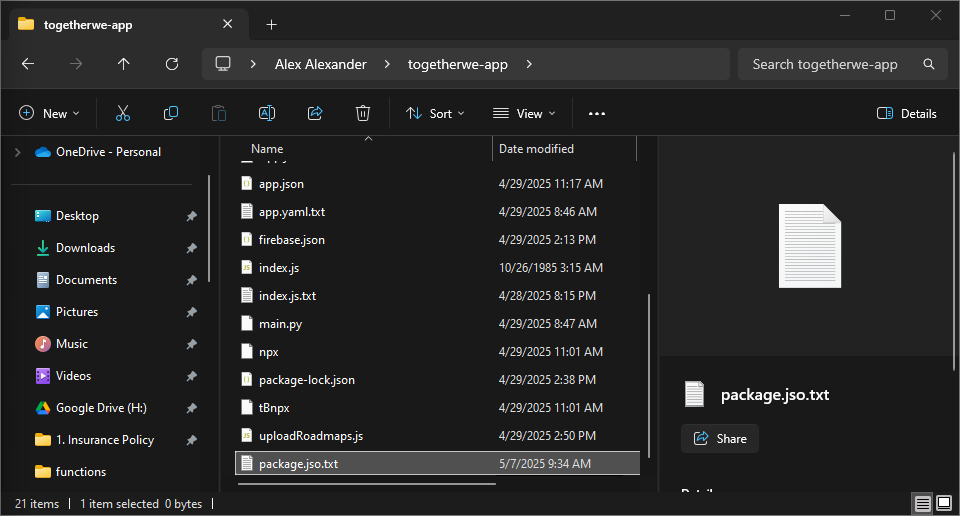 togetherwe-app
Alex Alexander
togetherwe-app
Search togetherwe-app
New
Sort
View
Details
OneDrive - Personal
Desktop
Downloads
Documents
Pictures
Music
Videos
Google Drive (H:)
1. Insurance Policy
functions
Name Date modified
app.json 4/29/2025 11:17 AM
app.yaml.txt 4/29/2025 8:46 AM
firebase.json 4/29/2025 2:13 PM
index.js 10/26/1985 3:15 AM
index.js.txt 4/28/2025 8:15 PM
main.py 4/29/2025 8:47 AM
npx 4/29/2025 11:01 AM
package-lock.json 4/29/2025 2:38 PM
tBnpx 4/29/2025 11:01 AM
uploadRoadmaps.js 4/29/2025 2:50 PM
package.jso.txt 5/7/2025 9:34 AM
package.jso.txt
Share
21 items 1 item selected 0 bytes